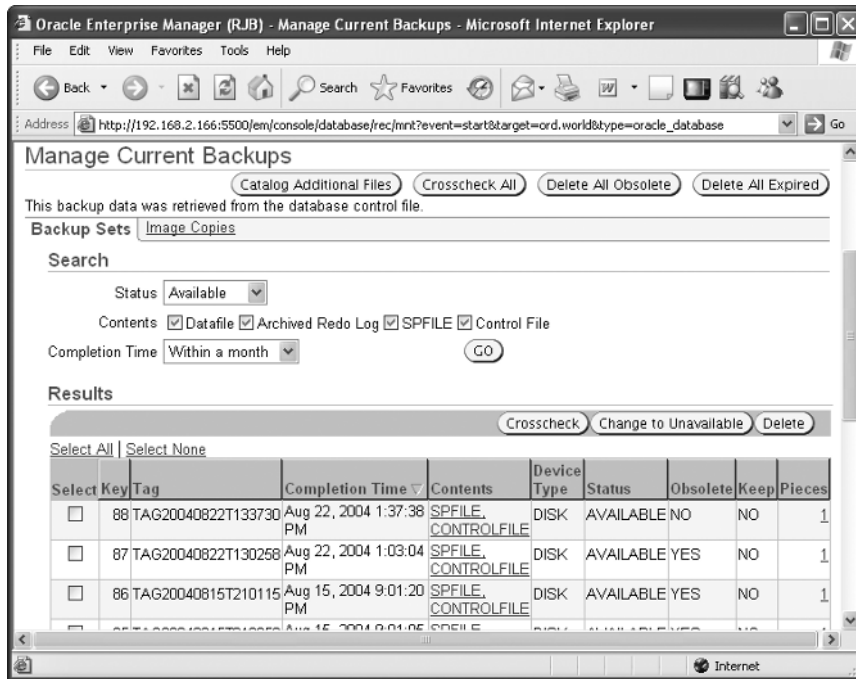 Oracle Enterprise Manager (RJB) - Manage Current Backups - Microsoft Internet Explorer
File Edit View Favorites Tools Help
Back Search Favorites
Address http://192.168.2.166:5500/em/console/database/rec/mnt?event=start&target=ord.world&type=oracle_database Go
Manage Current Backups
Catalog Additional Files Crosscheck All Delete All Obsolete Delete All Expired
This backup data was retrieved from the database control file.
Backup Sets Image Copies
Search
Status Available
Contents Datafile Archived Redo Log SPFILE Control File
Completion Time Within a month GO
Results
Crosscheck Change to Unavailable Delete
Select All | Select None
Select Key Tag Completion Time Contents Device Type Status Obsolete Keep Pieces
88 TAG20040822T133730 Aug 22, 2004 1:37:38 PM SPFILE, CONTROLFILE DISK AVAILABLE NO NO 1
87 TAG20040822T130258 Aug 22, 2004 1:03:04 PM SPFILE, CONTROLFILE DISK AVAILABLE YES NO 1
86 TAG20040815T210115 Aug 15, 2004 9:01:20 PM SPFILE, CONTROLFILE DISK AVAILABLE YES NO 1
Aug 15, 2004 9:01:05 SPFILE,
Internet